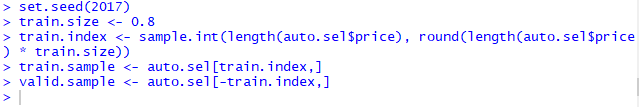 > set.seed(2017)
> train.size <- 0.8
> train.index <- sample.int(length(auto.sel$price), round(length(auto.sel$price
) * train.size))
> train.sample <- auto.sel[train.index,]
> valid.sample <- auto.sel[-train.index,]
>